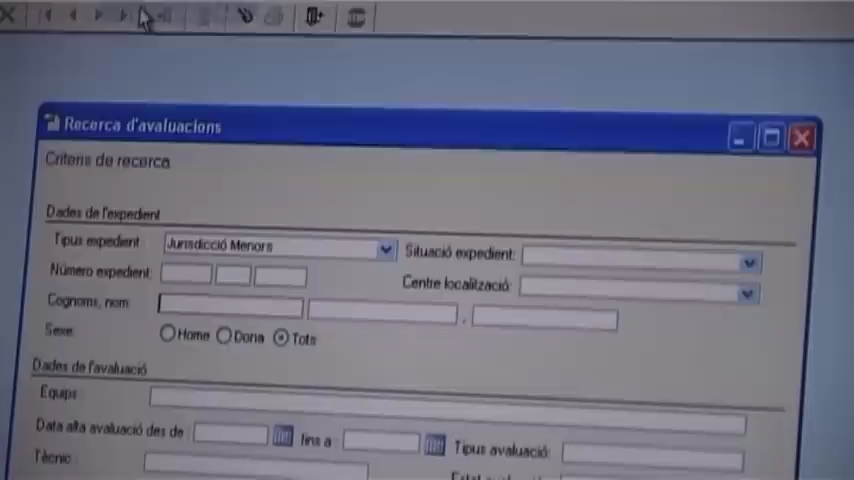 Recerca d'avaluacions
Criteris de recerca
Dades de l'expedient
Tipus expedient: Jurisdicció Menors Situació expedient:
Número expedient: Centre localització:
Cognoms, nom: ,
Sexe: Home Dona Tots
Dades de l'avaluació
Equips:
Data alta avaluació des de: fins a: Tipus avaluació:
Tècnic: